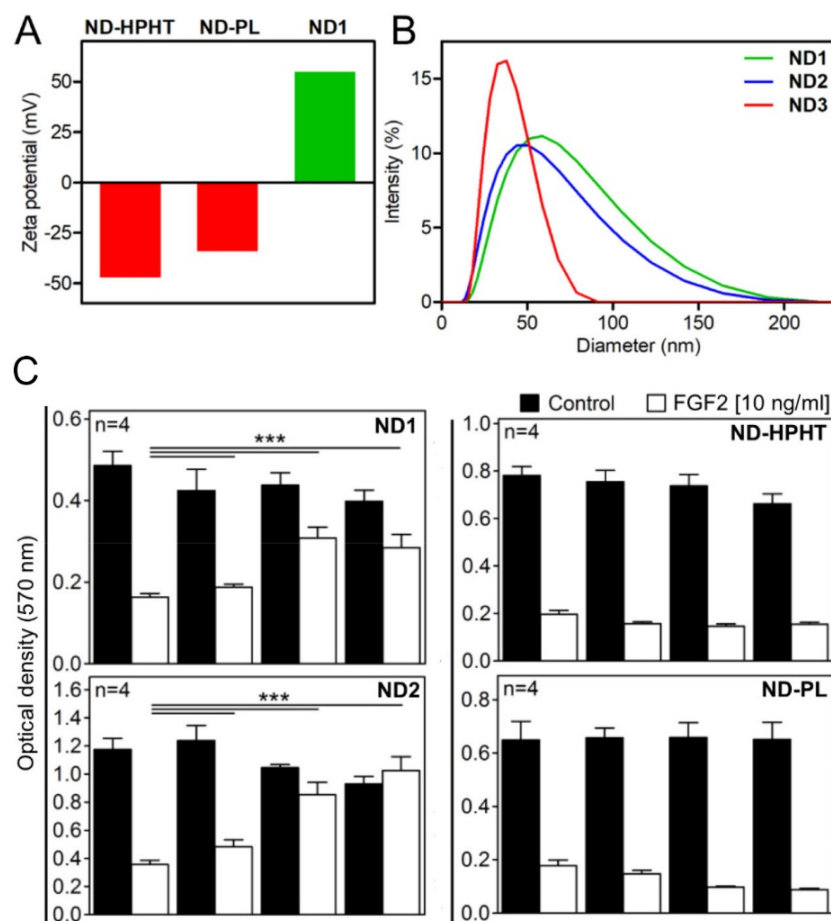 A
ND-HPHT ND-PL ND1
Zeta potential (mV)
50
25
0
-25
-50
B
ND1
ND2
ND3
Intensity (%)
15
10
5
0
0 50 100 150 200
Diameter (nm)
C
Control FGF2 [10 ng/ml]
Optical density (570 nm)
n=4 *** ND1
0.6
0.4
0.2
0.0
n=4 ND-HPHT
1.0
0.8
0.6
0.4
0.2
0.0
n=4 *** ND2
1.6
1.4
1.2
1.0
0.8
0.6
0.4
0.2
0.0
n=4 ND-PL
0.8
0.6
0.4
0.2
0.0